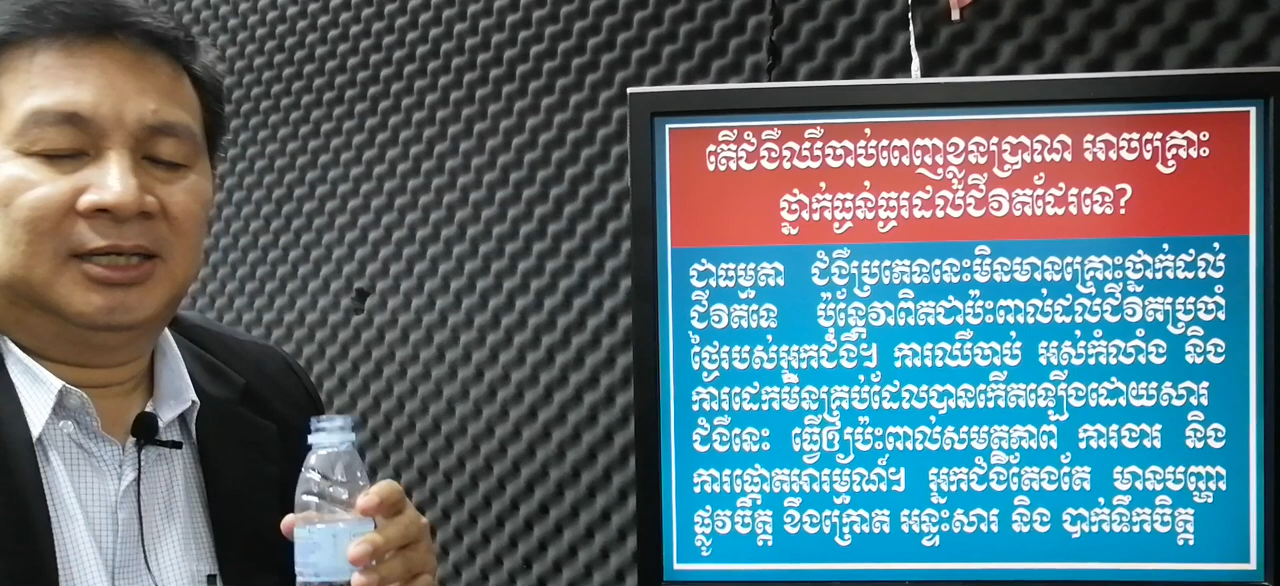 តើជំងឺឈឺចាប់ពេញខ្លួនប្រាណ អាចគ្រោះ
ថ្នាក់ធ្ងន់ធ្ងរដល់ជីវិតដែរទេ?
ជាធម្មតា ជំងឺប្រភេទនេះមិនមានគ្រោះថ្នាក់ដល់
ជីវិតទេ ប៉ុន្តែវាពិតជាប៉ះពាល់ដល់ជីវិតប្រចាំ
ថ្ងៃរបស់អ្នកជំងឺ។ ការឈឺចាប់ អស់កំលាំង និង
ការដេកមិនគ្រប់ដែលបានកើតឡើងដោយសារ
ជំងឺនេះ ធ្វើឲ្យប៉ះពាល់សមត្ថភាព ការងារ និង
ការផ្តោតអារម្មណ៍។ អ្នកជំងឺតែងតែ មានបញ្ហា
ផ្លូវចិត្ត ខឹងក្រោត អន្ទះសារ និង បាក់ទឹកចិត្ត